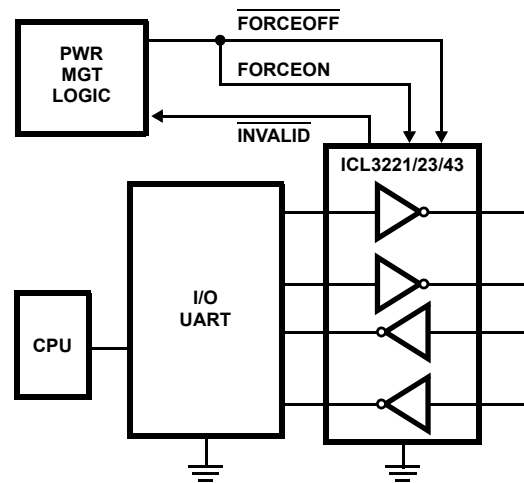 FORCEOFF
PWR
MGT
LOGIC
FORCEON
INVALID
ICL3221/23/43
I/O
UART
CPU